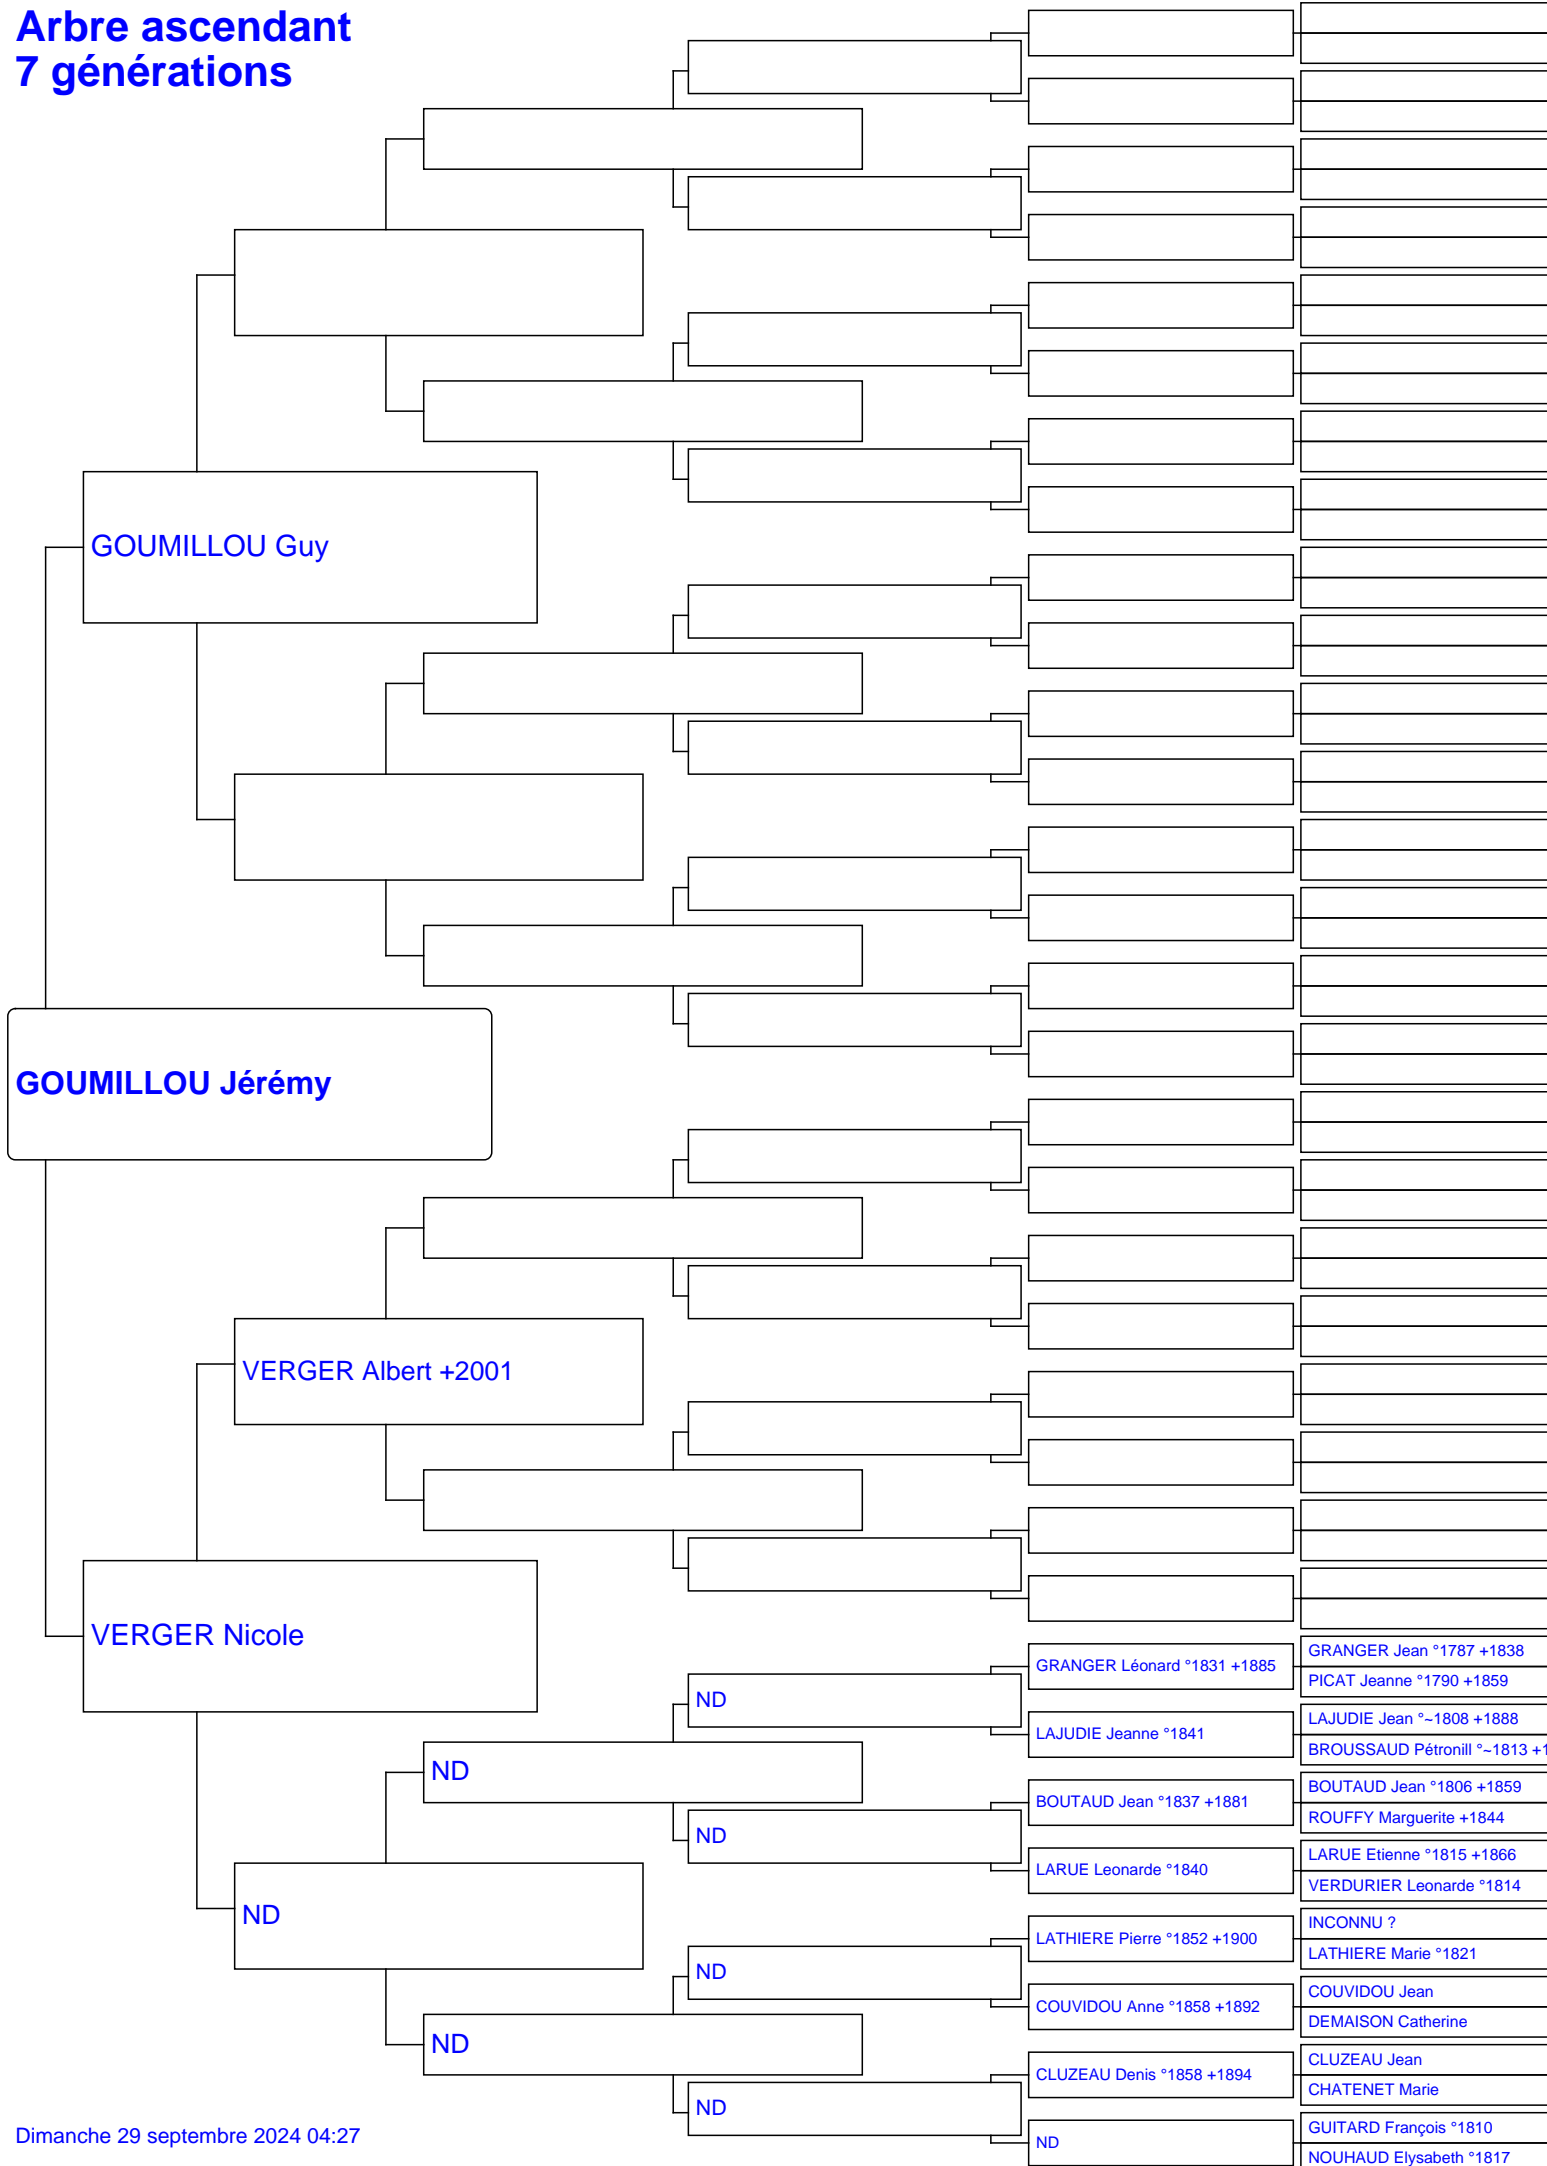 Arbre ascendant
7 générations
GOUMILLOU Guy
GOUMILLOU Jérémy
VERGER Albert +2001
VERGER Nicole
GRANGER Léonard °1831 +1885
GRANGER Jean °1787 +1838
PICAT Jeanne °1790 +1859
ND
LAJUDIE Jeanne °1841
LAJUDIE Jean °~1808 +1888
BROUSSAUD Pétronill °~1813 +1
ND
BOUTAUD Jean °1837 +1881
BOUTAUD Jean °1806 +1859
ROUFFY Marguerite +1844
ND
LARUE Leonarde °1840
LARUE Etienne °1815 +1866
VERDURIER Leonarde °1814
ND
LATHIERE Pierre °1852 +1900
INCONNU ?
LATHIERE Marie °1821
ND
COUVIDOU Anne °1858 +1892
COUVIDOU Jean
DEMAISON Catherine
ND
CLUZEAU Denis °1858 +1894
CLUZEAU Jean
CHATENET Marie
ND
ND
GUITARD François °1810
NOUHAUD Elysabeth °1817
Dimanche 29 septembre 2024 04:27